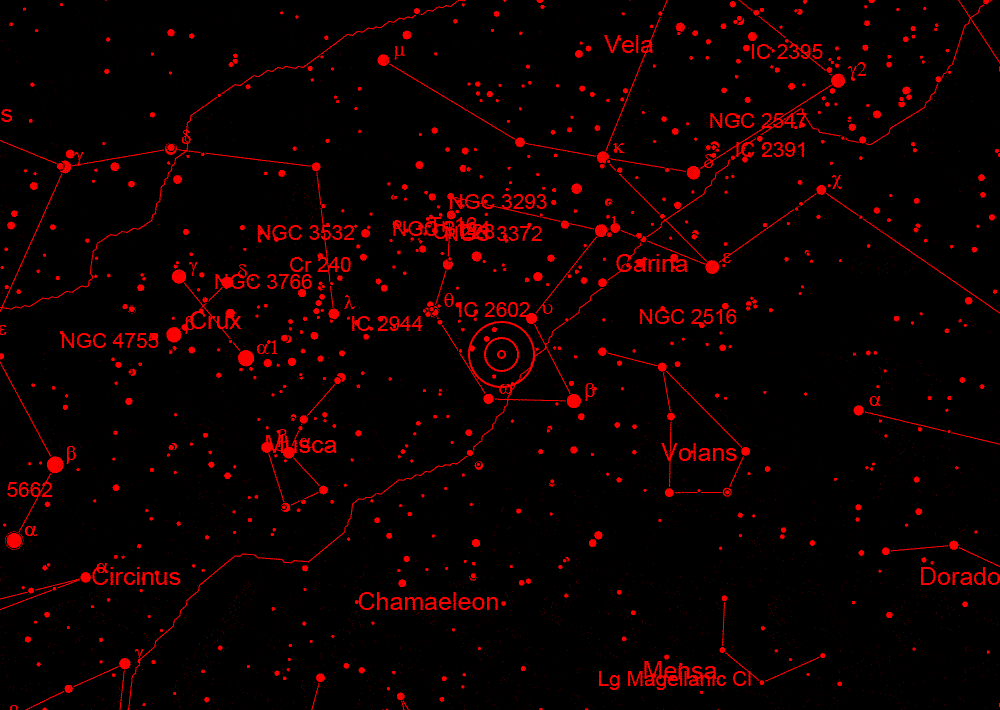 μ
Vela
IC 2395
γ2
s
NGC 2547
δ
γ
κ
IC 2391
χ
NGC 3293
ι
NGC 3532
NGC 3372
ε
Carina
γ
δ
Cr 240
NGC 3766
θ
λ
IC 2602
υ
NGC 2516
Crux
IC 2944
β
ε
NGC 4755
α1
ω
β
α
β
Musca
α
Volans
β
5662
α
α
Circinus
Dorado
Chamaeleon
γ
Mensa
Lg Magellanic Cl